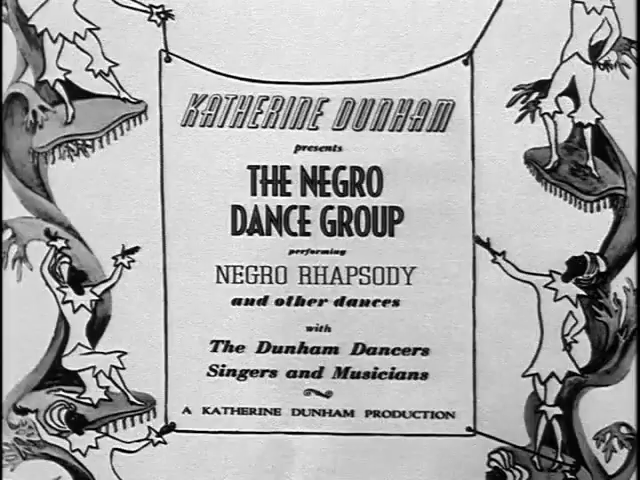 KATHERINE DUNHAM
presents
THE NEGRO
DANCE GROUP
performing
NEGRO RHAPSODY
and other dances
with
The Dunham Dancers
Singers and Musicians
A KATHERINE DUNHAM PRODUCTION